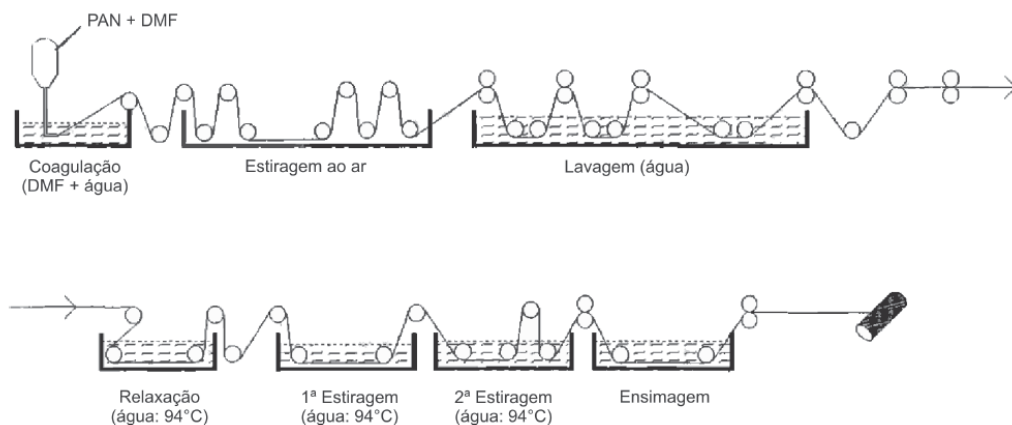 PAN + DMF
Coagulação
(DMF + água)
Estiragem ao ar
Lavagem (água)
Relaxação
(água: 94°C)
1ª Estiragem
(água: 94°C)
2ª Estiragem
(água: 94°C)
Ensimagem